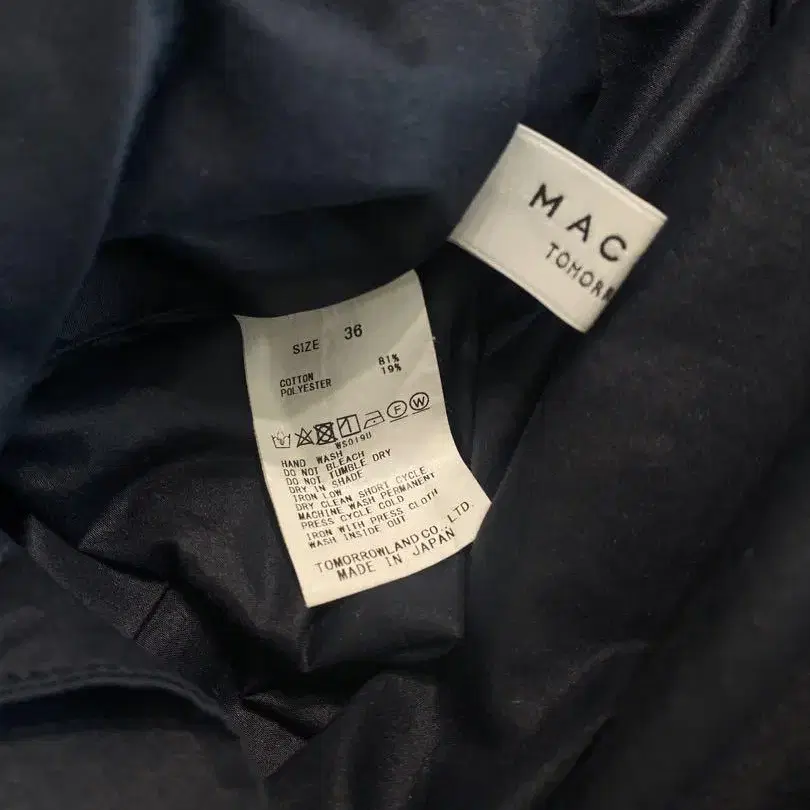 MAC
TOMORR
SIZE 36
COTTON 81%
POLYESTER 19%
F W
WS019U
HAND WASH
DO NOT BLEACH
DO NOT TUMBLE DRY
DRY IN SHADE
IRON LOW
DRY CLEAN SHORT CYCLE
MACHINE WASH PERMANENT
PRESS CYCLE COLD
IRON WITH PRESS CLOTH
WASH INSIDE OUT
TOMORROWLAND CO., LTD.
MADE IN JAPAN